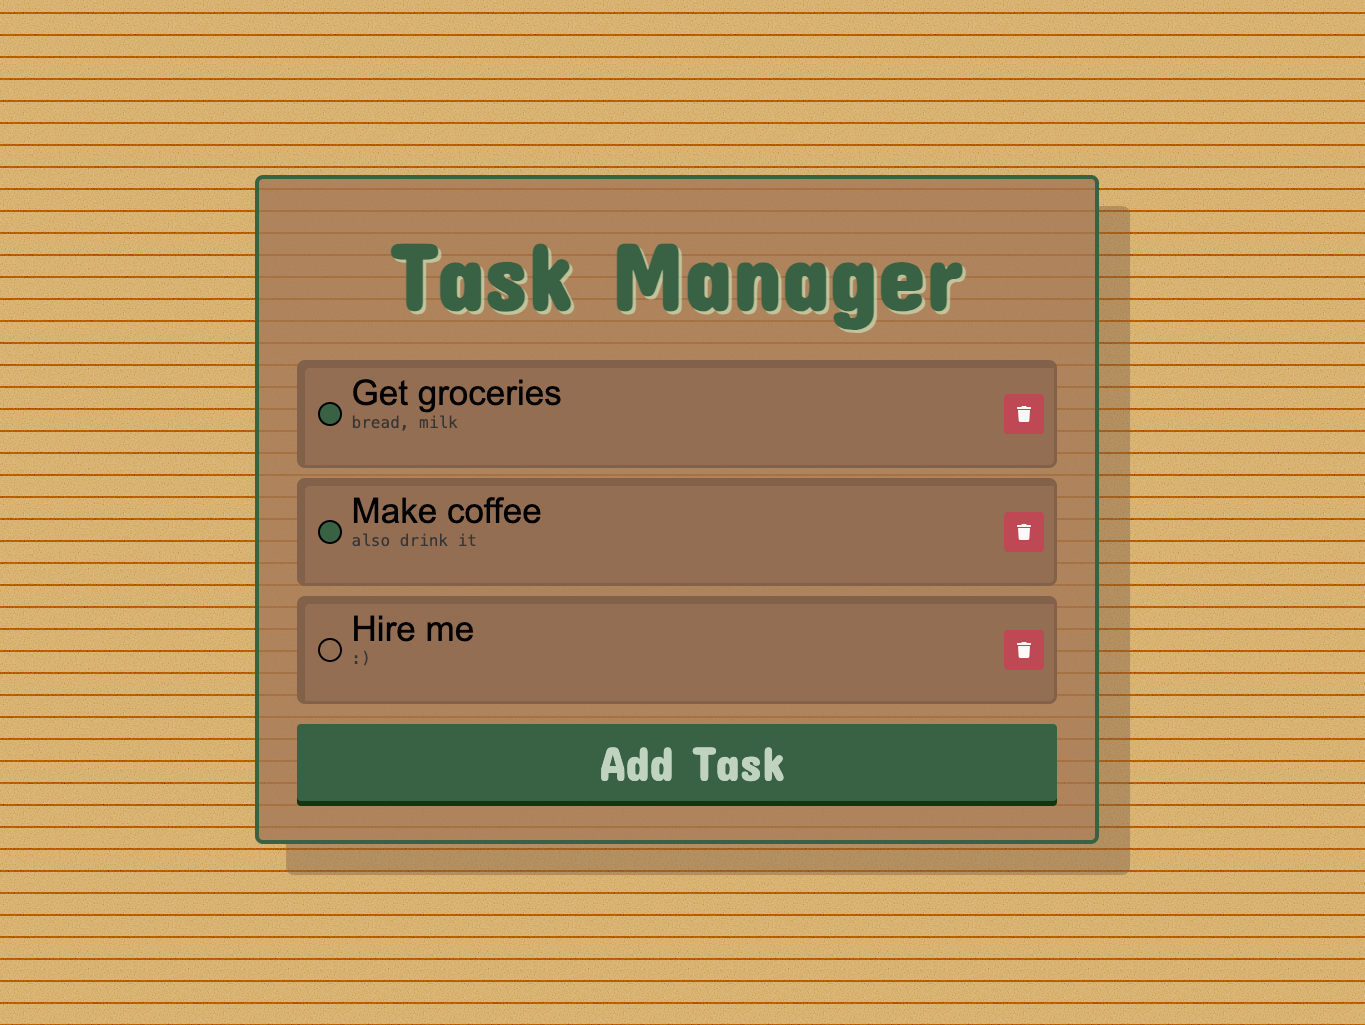 Task Manager
Get groceries
bread, milk
Make coffee
also drink it
Hire me
:)
Add Task